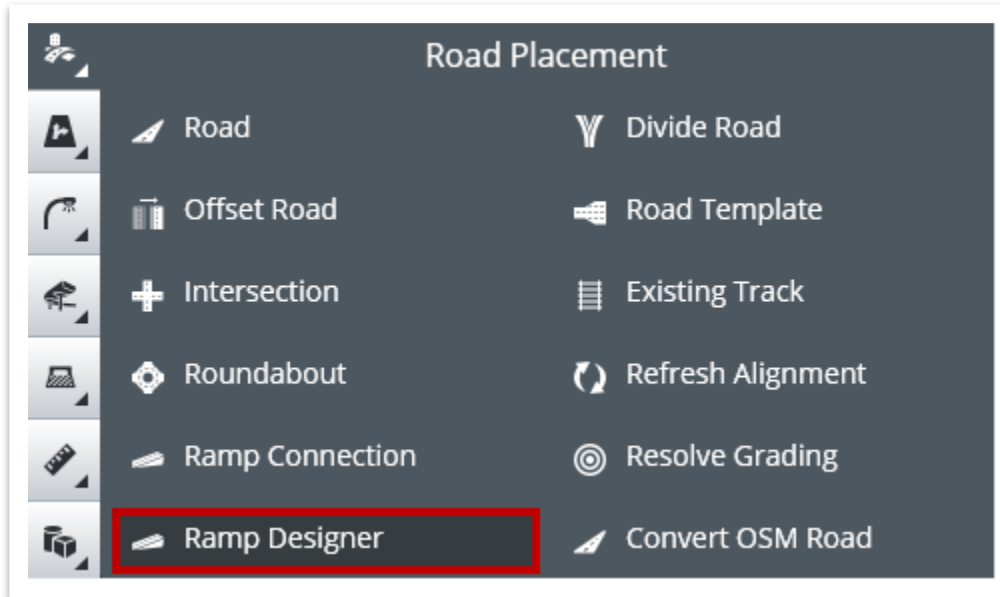 Road Placement
Road
Divide Road
Offset Road
Road Template
Intersection
Existing Track
Roundabout
Refresh Alignment
Ramp Connection
Resolve Grading
Ramp Designer
Convert OSM Road